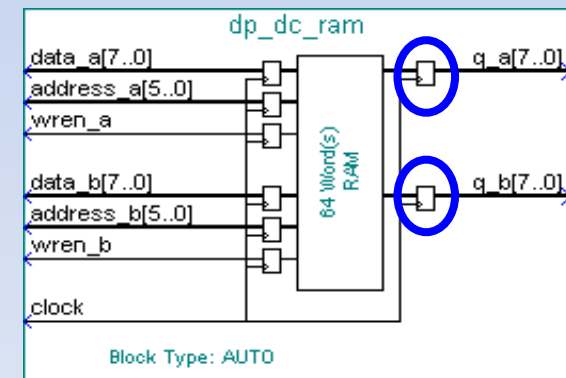 dp_dc_ram
data_a[7..0]
address_a[5..0]
wren_a
data_b[7..0]
address_b[5..0]
wren_b
clock
64 Word(s)
RAM
q_a[7..0]
q_b[7..0]
Block Type: AUTO